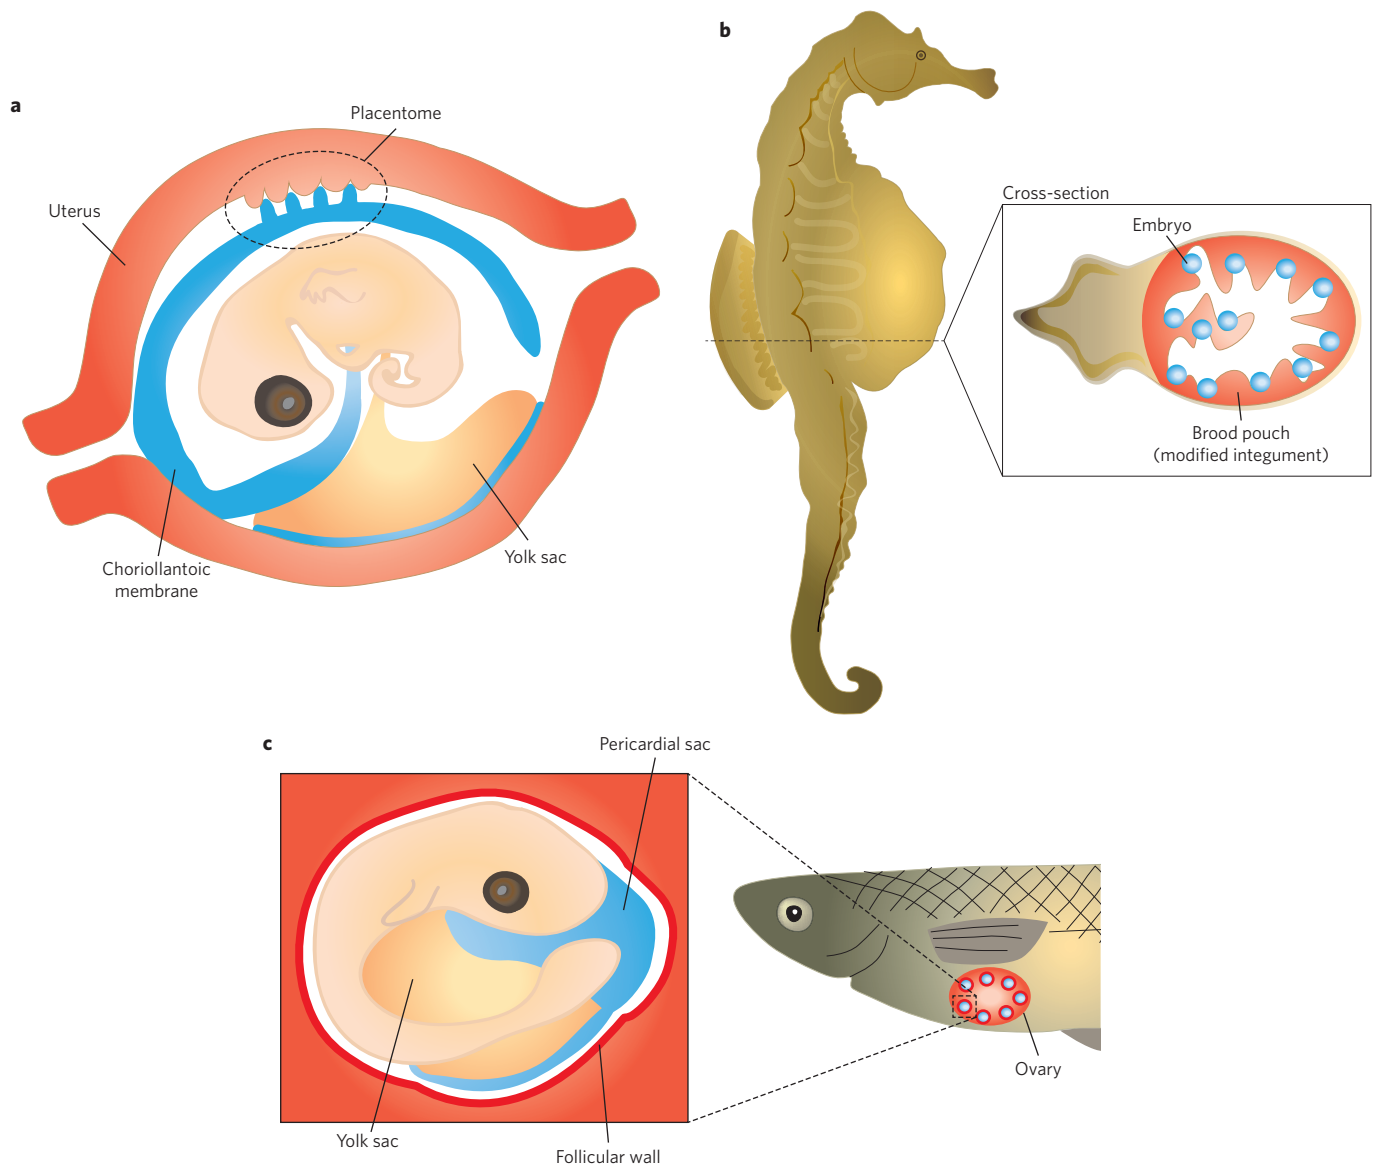 a
Placentome
Uterus
Choriollantoic
membrane
Yolk sac
b
Cross-section
Embryo
Brood pouch
(modified integument)
c
Pericardial sac
Yolk sac
Follicular wall
Ovary